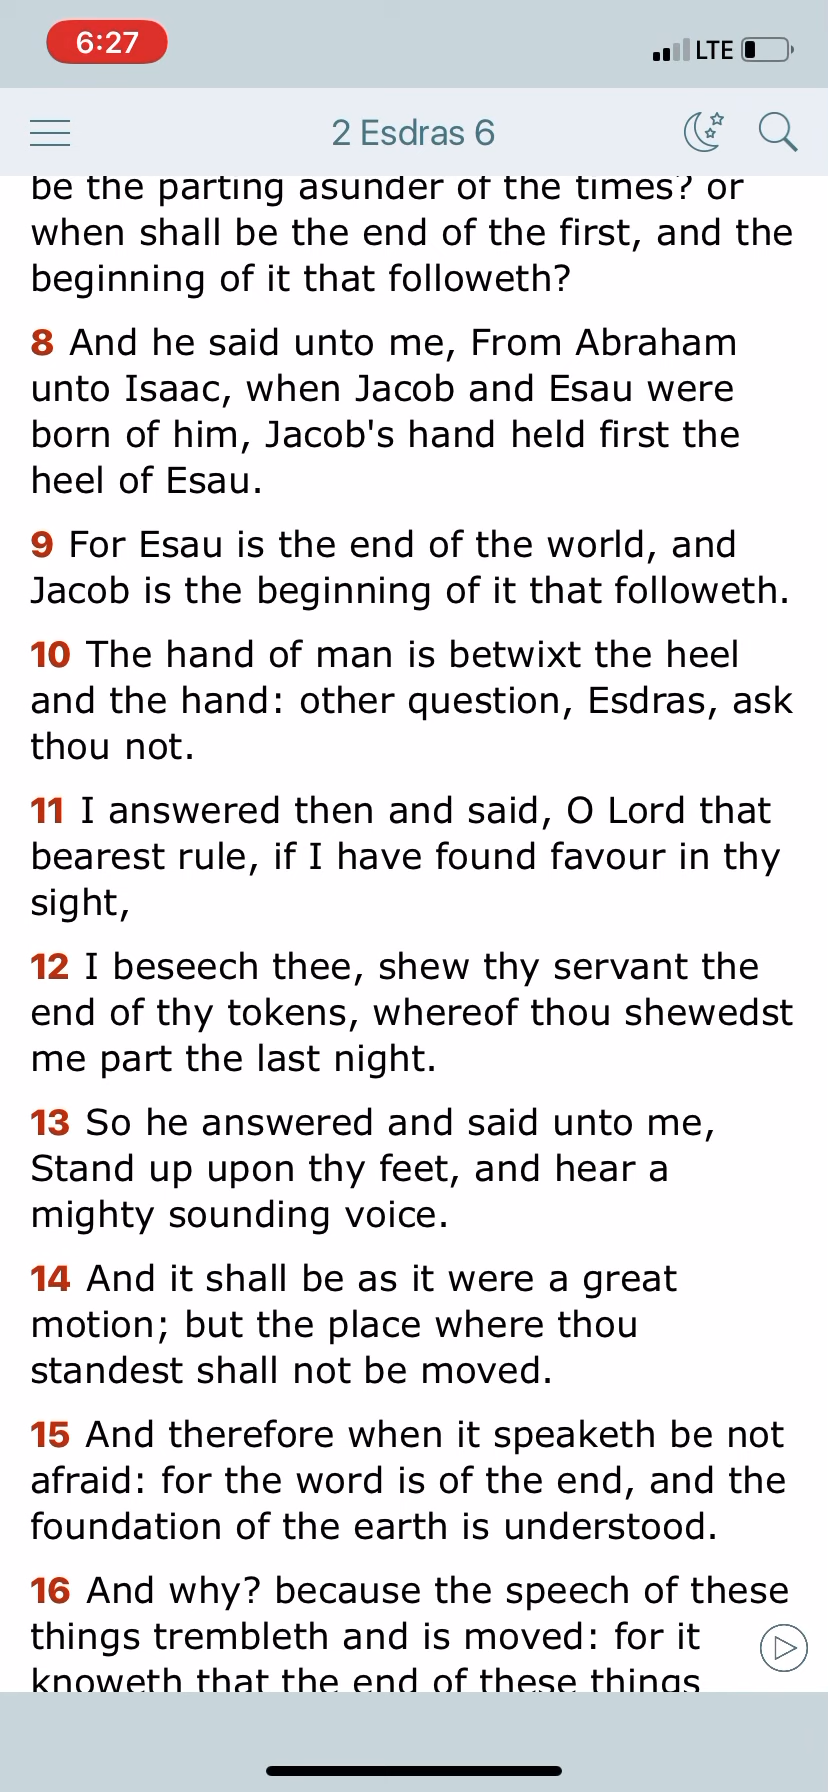 6:27
LTE
2 Esdras 6
be the parting asunder of the times? or
when shall be the end of the first, and the
beginning of it that followeth?
8 And he said unto me, From Abraham
unto Isaac, when Jacob and Esau were
born of him, Jacob's hand held first the
heel of Esau.
9 For Esau is the end of the world, and
Jacob is the beginning of it that followeth.
10 The hand of man is betwixt the heel
and the hand: other question, Esdras, ask
thou not.
11 I answered then and said, O Lord that
bearest rule, if I have found favour in thy
sight,
12 I beseech thee, shew thy servant the
end of thy tokens, whereof thou shewedst
me part the last night.
13 So he answered and said unto me,
Stand up upon thy feet, and hear a
mighty sounding voice.
14 And it shall be as it were a great
motion; but the place where thou
standest shall not be moved.
15 And therefore when it speaketh be not
afraid: for the word is of the end, and the
foundation of the earth is understood.
16 And why? because the speech of these
things trembleth and is moved: for it
knoweth that the end of these things